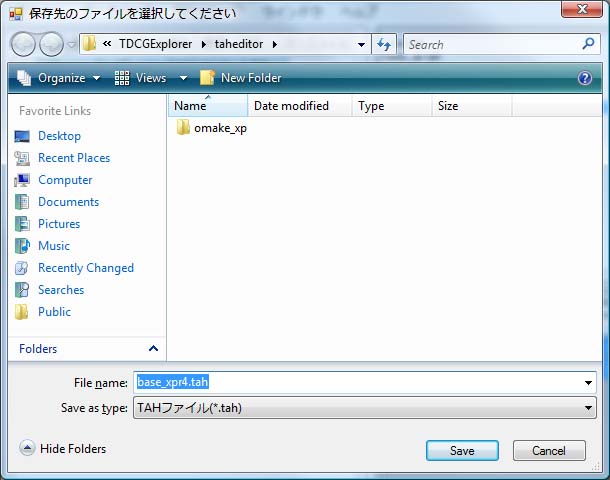 保存先のファイルを選択してください
« TDCGExplorer › taheditor ›
Search
Organize
Views
New Folder
Favorite Links
Desktop
Recent Places
Computer
Documents
Pictures
Music
Recently Changed
Searches
Public
Folders
Name Date modified Type Size
omake_xp
File name: base_xpr4.tah
Save as type: TAHファイル(*.tah)
Hide Folders
Save
Cancel